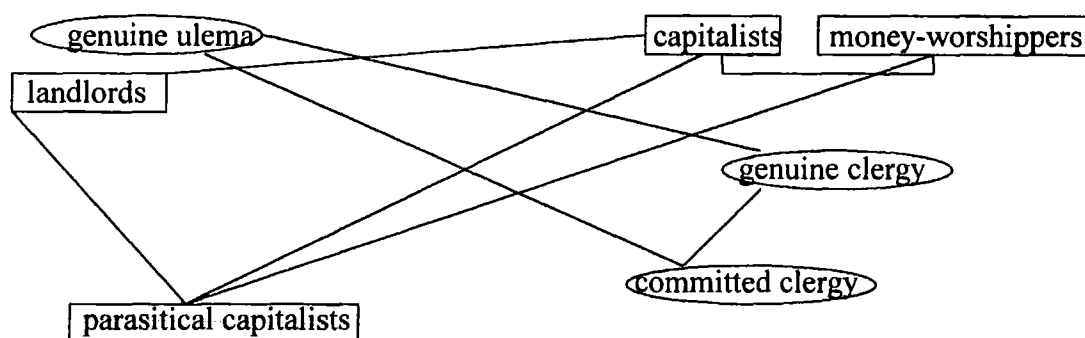 genuine ulema
capitalists
money-worshippers
landlords
genuine clergy
committed clergy
parasitical capitalists